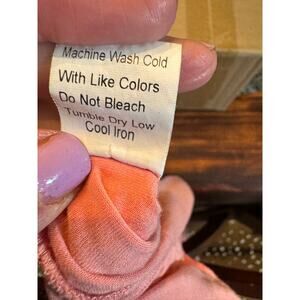 Machine Wash Cold
With Like Colors
Do Not Bleach
Tumble Dry Low
Cool Iron